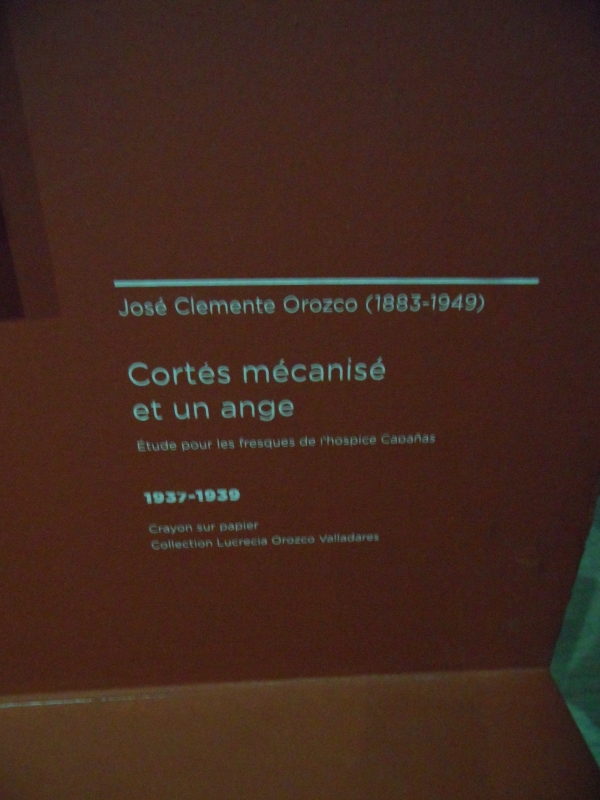 José Clemente Orozco (1883-1949)
Cortés mécanisé
et un ange
Étude pour les fresques de l'hospice Cabañas
1937-1939
Crayon sur papier
Collection Lucrecia Orozco Valladares